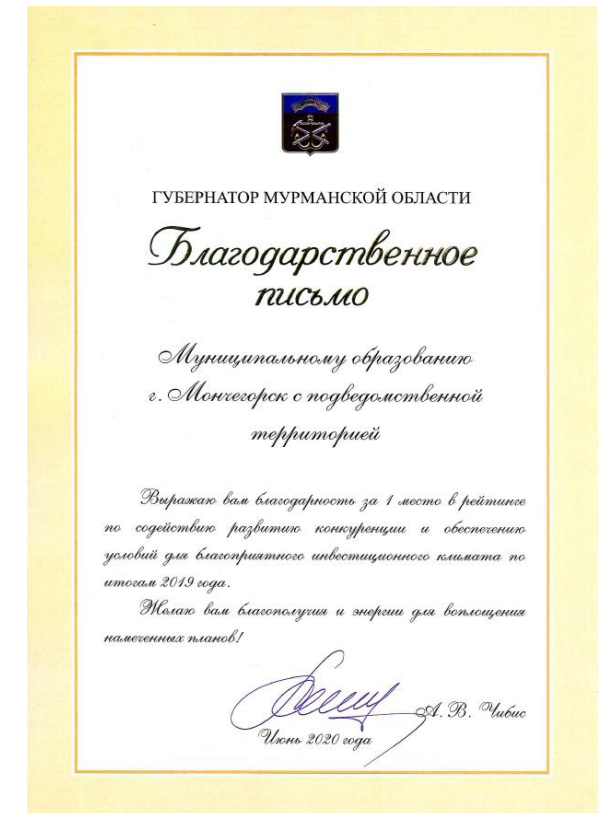 ГУБЕРНАТОР МУРМАНСКОЙ ОБЛАСТИ
Благодарственное
письмо
Муниципальному образованию
г. Мончегорск с подведомственной
территорией
Выражаю вам благодарность за 1 место в рейтинге
по содействию развитию конкуренции и обеспечению
условий для благоприятного инвестиционного климата по
итогам 2019 года.
Желаю вам благополучия и энергии для воплощения
намеченных планов!
А. В. Чибис
Июнь 2020 года